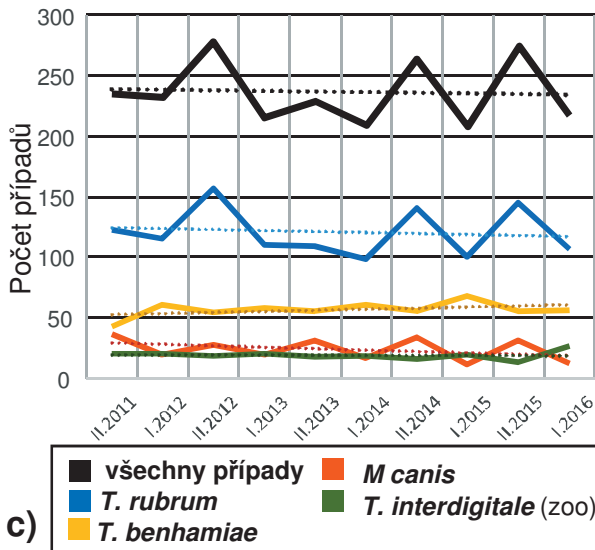 300
250
200
150
100
50
0
Počet případů
II.2011
I.2012
II.2012
I.2013
II.2013
I.2014
II.2014
I.2015
II.2015
I.2016
c)
všechny případy
M canis
T. rubrum
T. interdigitale (zoo)
T. benhamiae